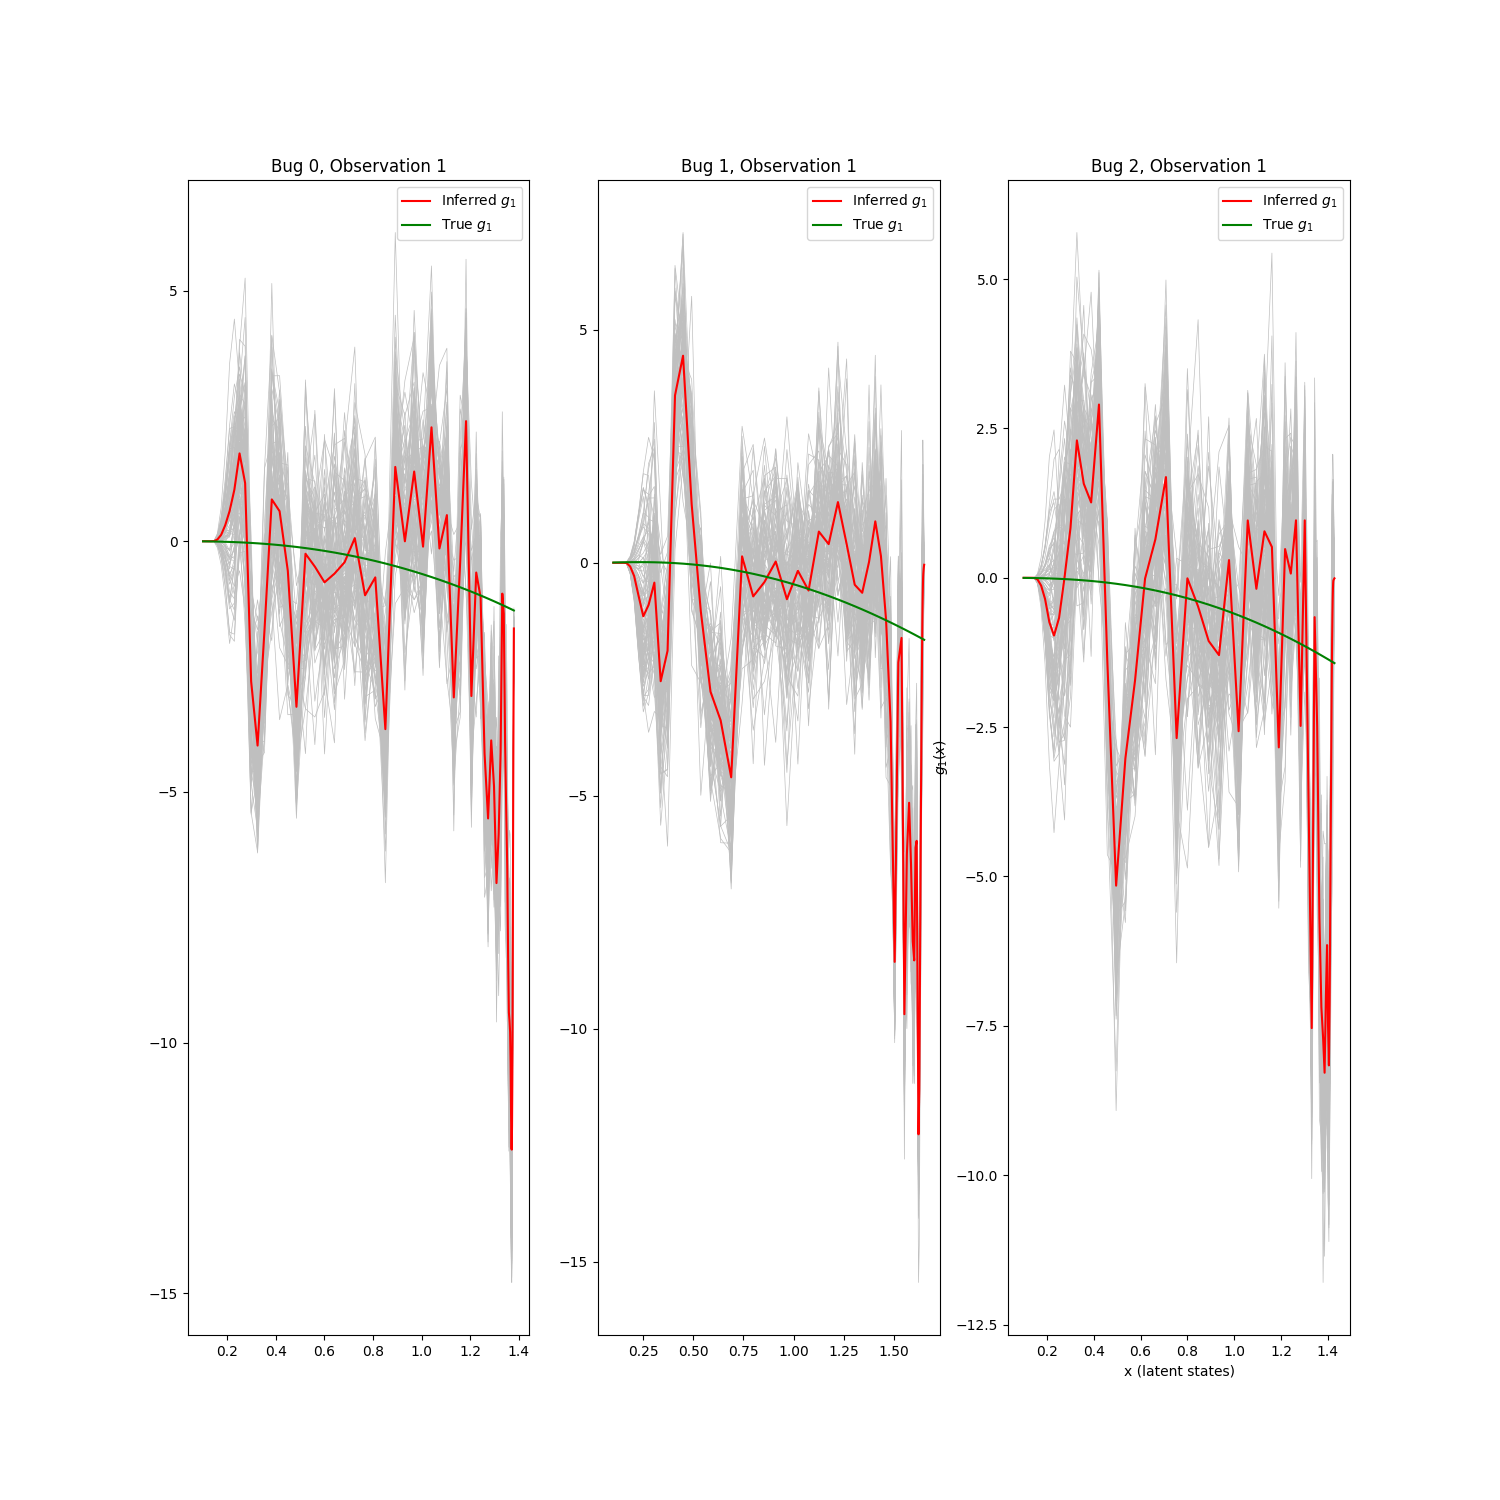 Bug 0, Observation 1
Inferred g₁
True g₁
5
0
−5
−10
−15
0.2 0.4 0.6 0.8 1.0 1.2 1.4
Bug 1, Observation 1
Inferred g₁
True g₁
5
0
−5
−10
−15
0.25 0.50 0.75 1.00 1.25 1.50
Bug 2, Observation 1
Inferred g₁
True g₁
g₁(x)
5.0
2.5
0.0
−2.5
−5.0
−7.5
−10.0
−12.5
0.2 0.4 0.6 0.8 1.0 1.2 1.4
x (latent states)